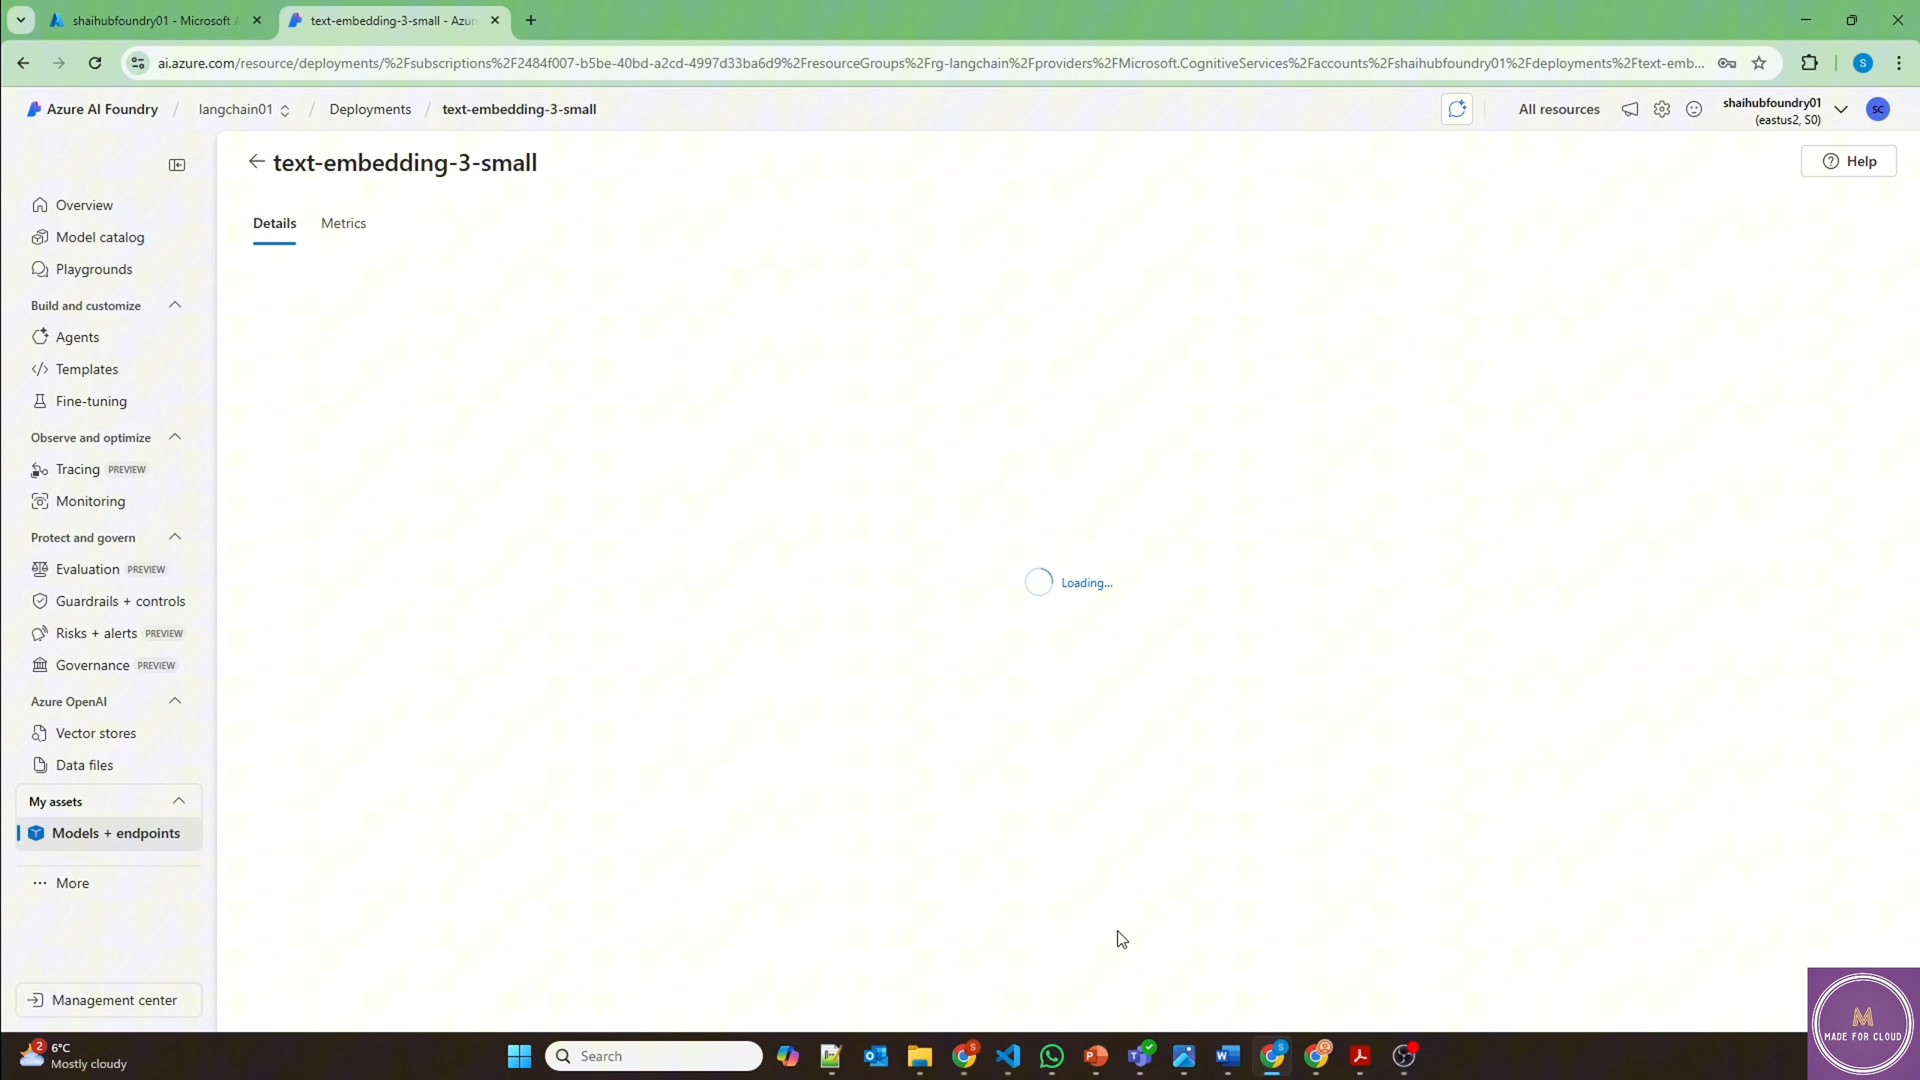 shaihubfoundry01 - Microsoft A
text-embedding-3-small - Azur
ai.azure.com/resource/deployments/%2Fsubscriptions%2F2484f007-b5be-40bd-a2cd-4997d33ba6d9%2FresourceGroups%2Frg-langchain%2Fproviders%2FMicrosoft.CognitiveServices%2Faccounts%2Fshaihubfoundry01%2Fdeployments%2Ftext-emb...
S
Azure AI Foundry / langchain01 / Deployments / text-embedding-3-small
All resources
shaihubfoundry01
(eastus2, S0)
SC
text-embedding-3-small
Help
Details
Metrics
Overview
Model catalog
Playgrounds
Build and customize
Agents
Templates
Fine-tuning
Observe and optimize
Tracing PREVIEW
Monitoring
Protect and govern
Evaluation PREVIEW
Guardrails + controls
Risks + alerts PREVIEW
Governance PREVIEW
Azure OpenAI
Vector stores
Data files
My assets
Models + endpoints
More
Management center
Loading...
M
MADE FOR CLOUD
2
6°C
Mostly cloudy
Search